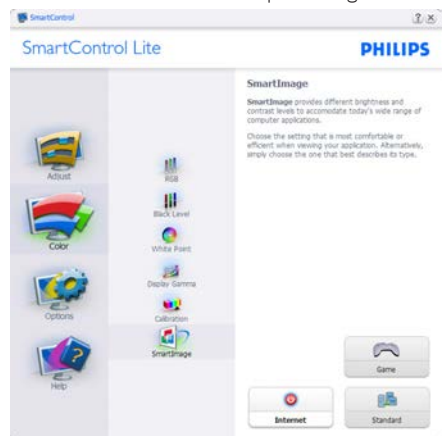 SmartControl
SmartControl Lite
PHILIPS
Adjust
Color
Options
Help
RGB
Black Level
White Point
Display Gamma
Calibration
SmartImage
SmartImage
SmartImage provides different brightness and
contrast levels to accomodate today's wide range of
computer applications.
Choose the setting that is most comfortable or
efficient when viewing your application. Alternatively,
simply choose the one that best describes its type.
Game
Internet
Standard